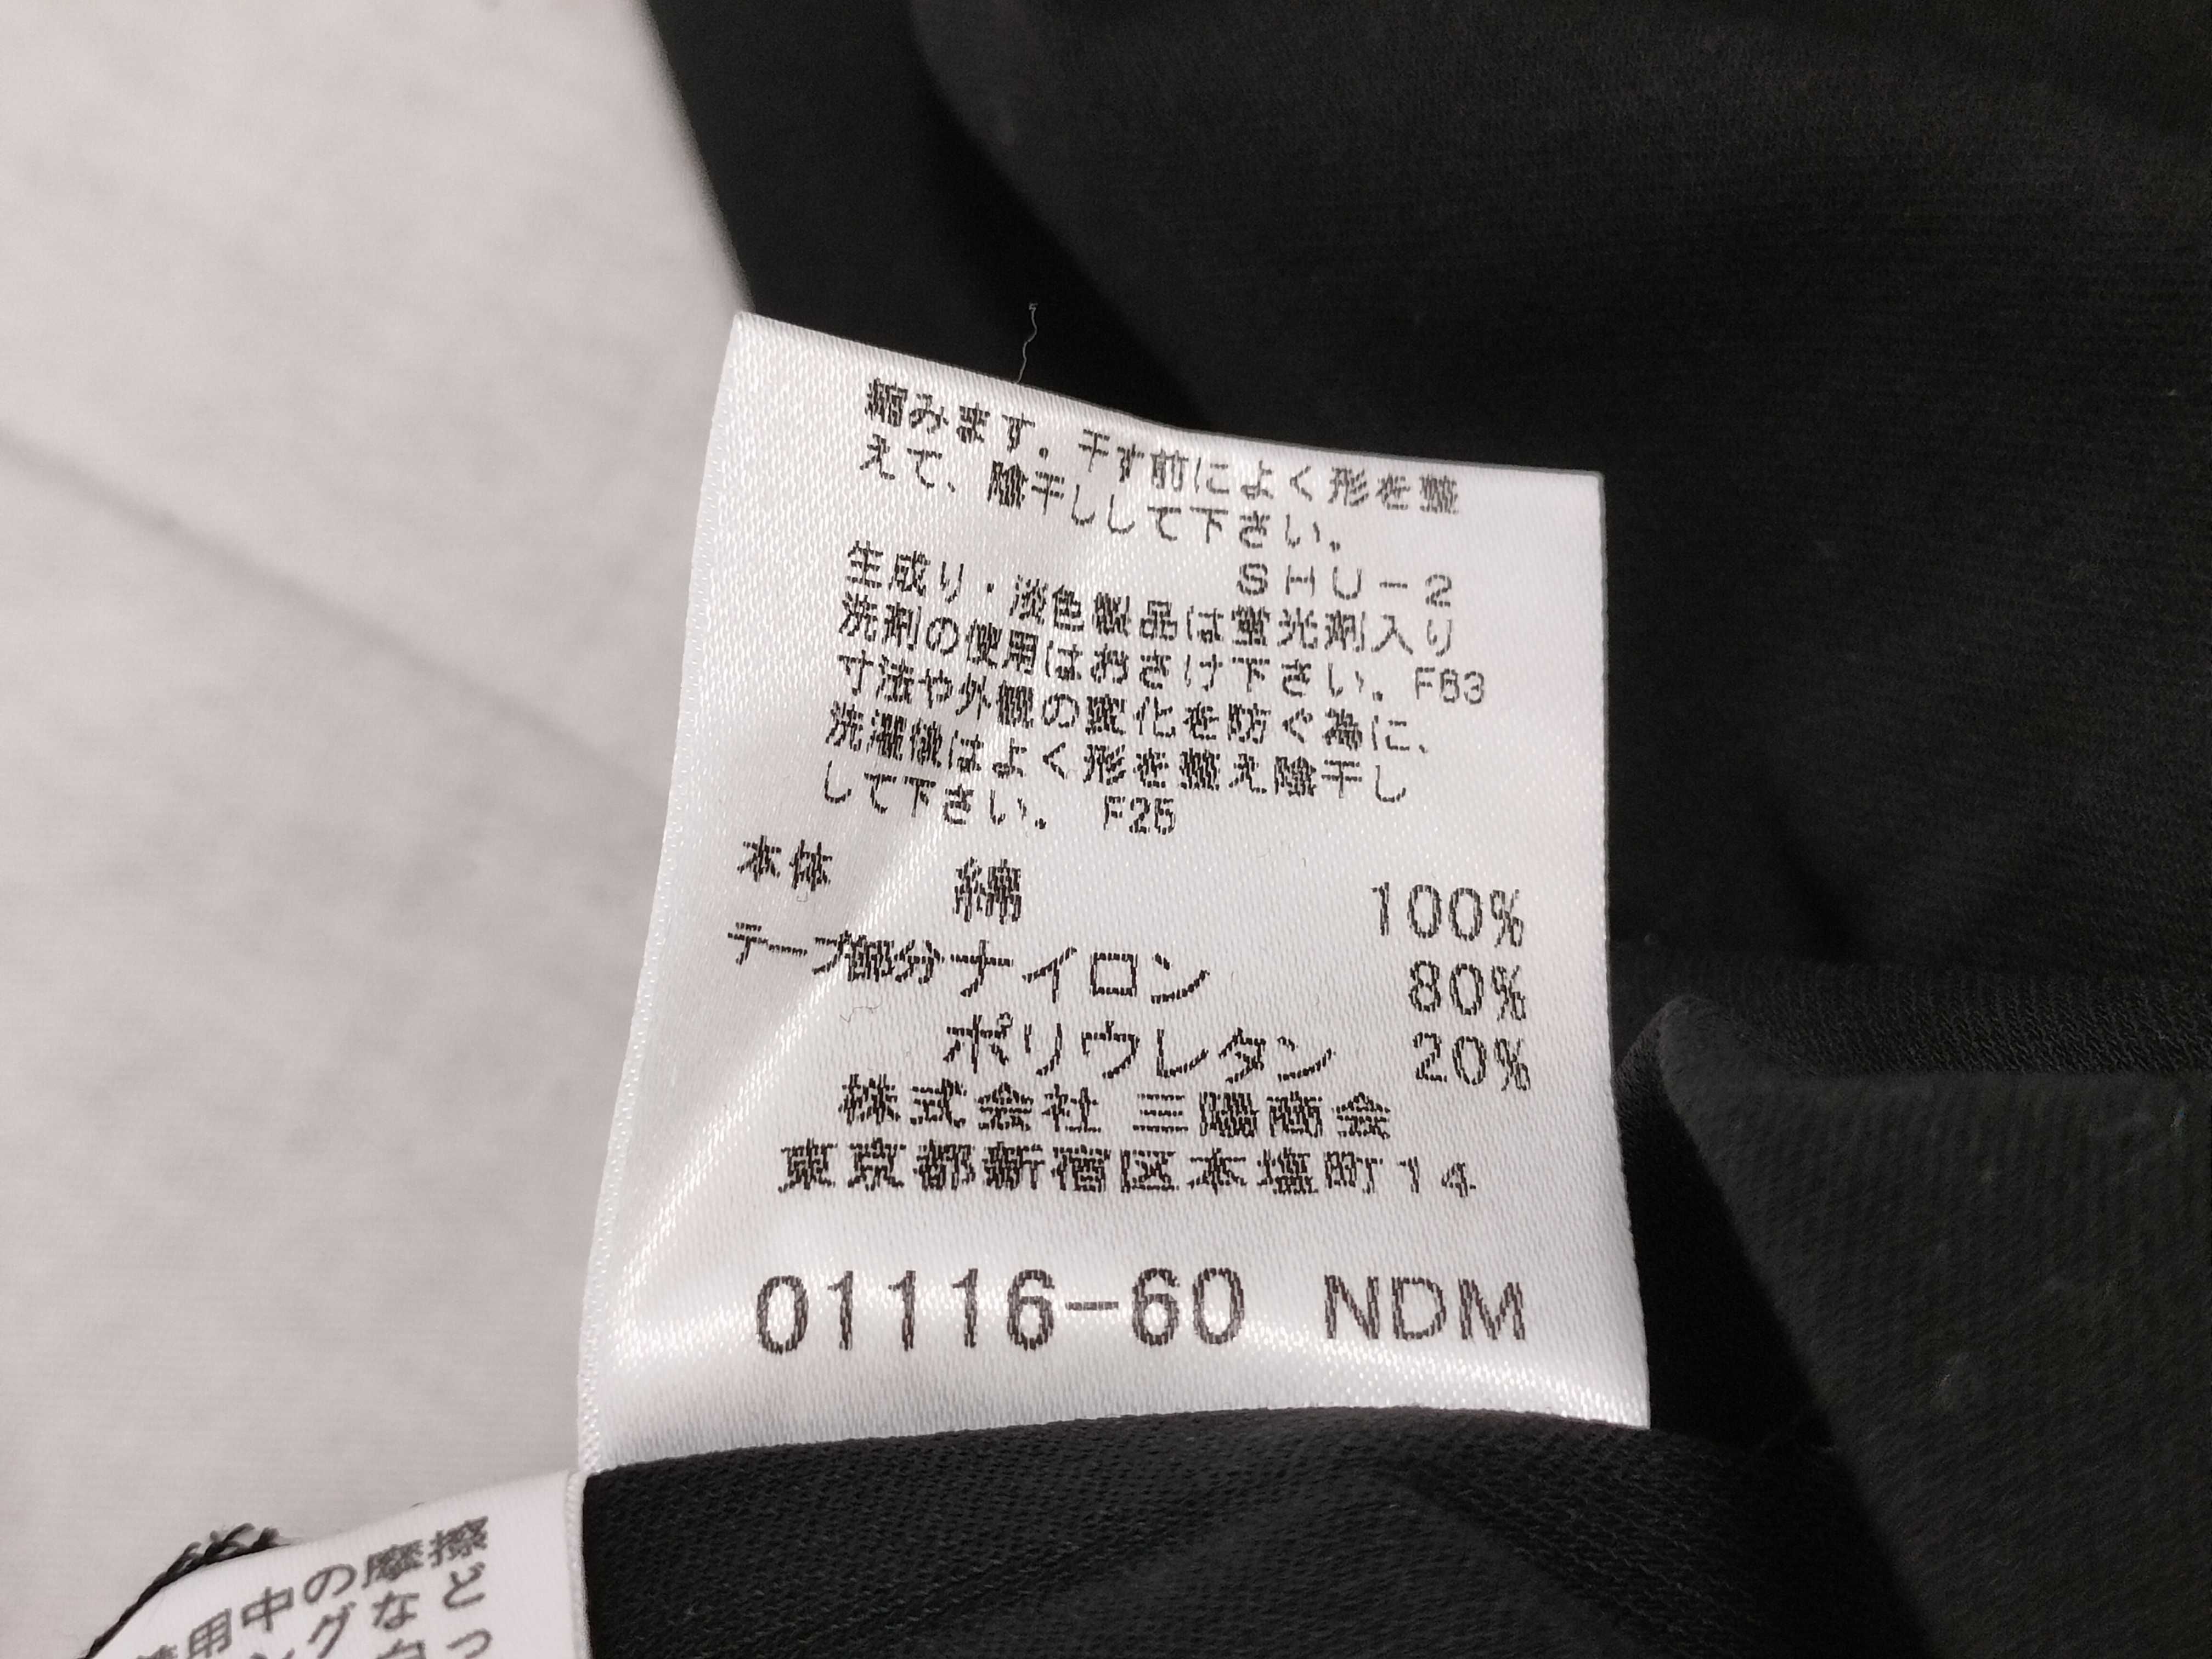 縮みます。干す前によく形を整
えて、陰干しして下さい。
SHU-2
生成り・淡色製品は蛍光剤入り
洗剤の使用はおさけ下さい。F63
寸法や外観の変化を防ぐ為に、
洗濯後はよく形を整え陰干し
して下さい。 F25
本体 綿 100%
テープ部分ナイロン 80%
ポリウレタン 20%
株式会社 三陽商会
東京都新宿区本塩町14
01116-60 NDM
着用中の摩擦
ングなど
白っ